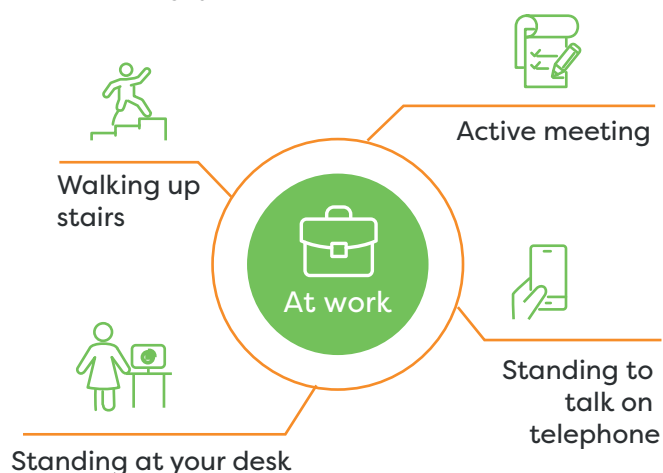 Active meeting
Walking up
stairs
At work
Standing to
talk on
telephone
Standing at your desk